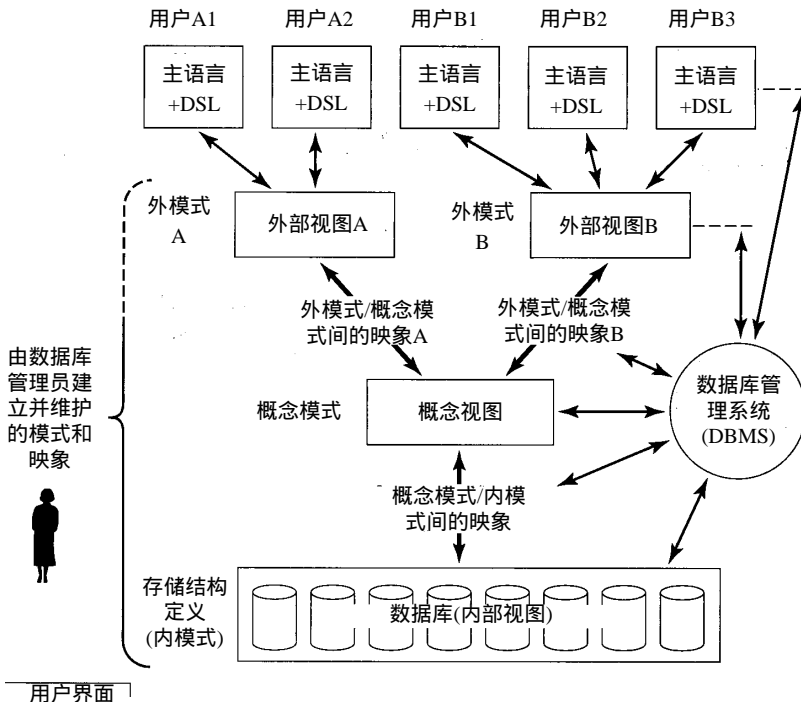 用户A1 用户A2 用户B1 用户B2 用户B3
主语言 主语言 主语言 主语言 主语言
+DSL +DSL +DSL +DSL +DSL
外模式
A
外部视图A
外模式
B
外部视图B
外模式/概念模
式间的映象A
外模式/概念模
式间的映象B
由数据库
管理员建
立并维护
的模式和
映象
概念模式
概念视图
数据库管
理系统
(DBMS)
概念模式/内模
式间的映象
存储结构
定义
(内模式)
数据库(内部视图)
用户界面